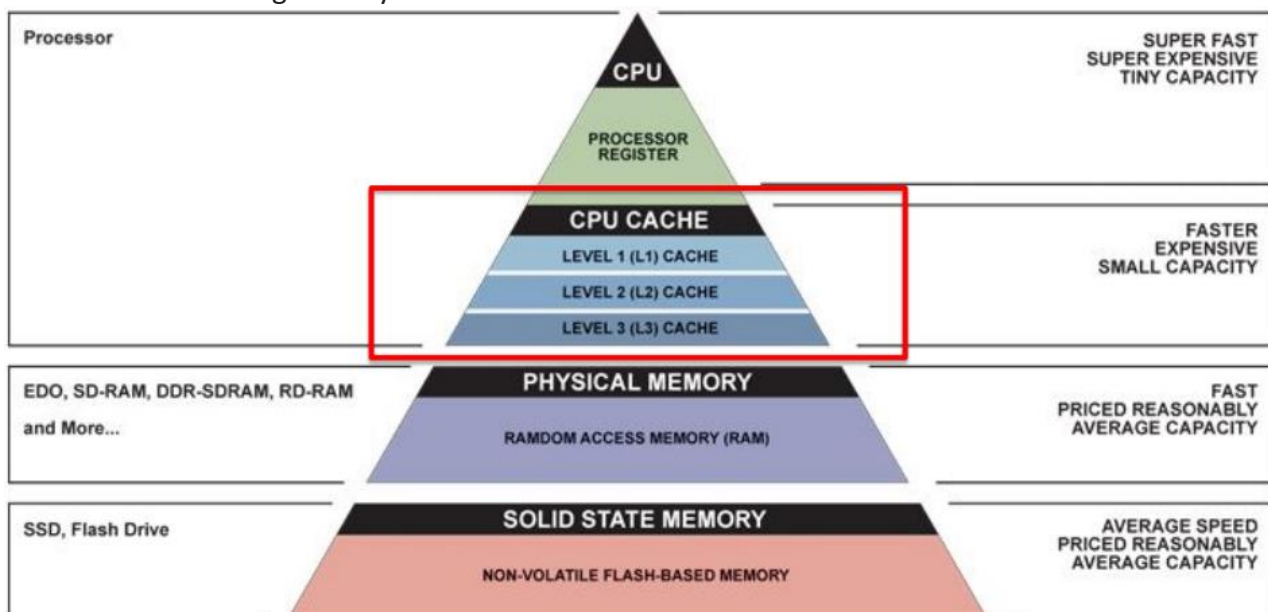 Processor
SUPER FAST
SUPER EXPENSIVE
TINY CAPACITY
CPU
PROCESSOR
REGISTER
CPU CACHE
LEVEL 1 (L1) CACHE
LEVEL 2 (L2) CACHE
LEVEL 3 (L3) CACHE
FASTER
EXPENSIVE
SMALL CAPACITY
EDO, SD-RAM, DDR-SDRAM, RD-RAM
and More...
PHYSICAL MEMORY
RAMDOM ACCESS MEMORY (RAM)
FAST
PRICED REASONABLY
AVERAGE CAPACITY
SSD, Flash Drive
SOLID STATE MEMORY
NON-VOLATILE FLASH-BASED MEMORY
AVERAGE SPEED
PRICED REASONABLY
AVERAGE CAPACITY